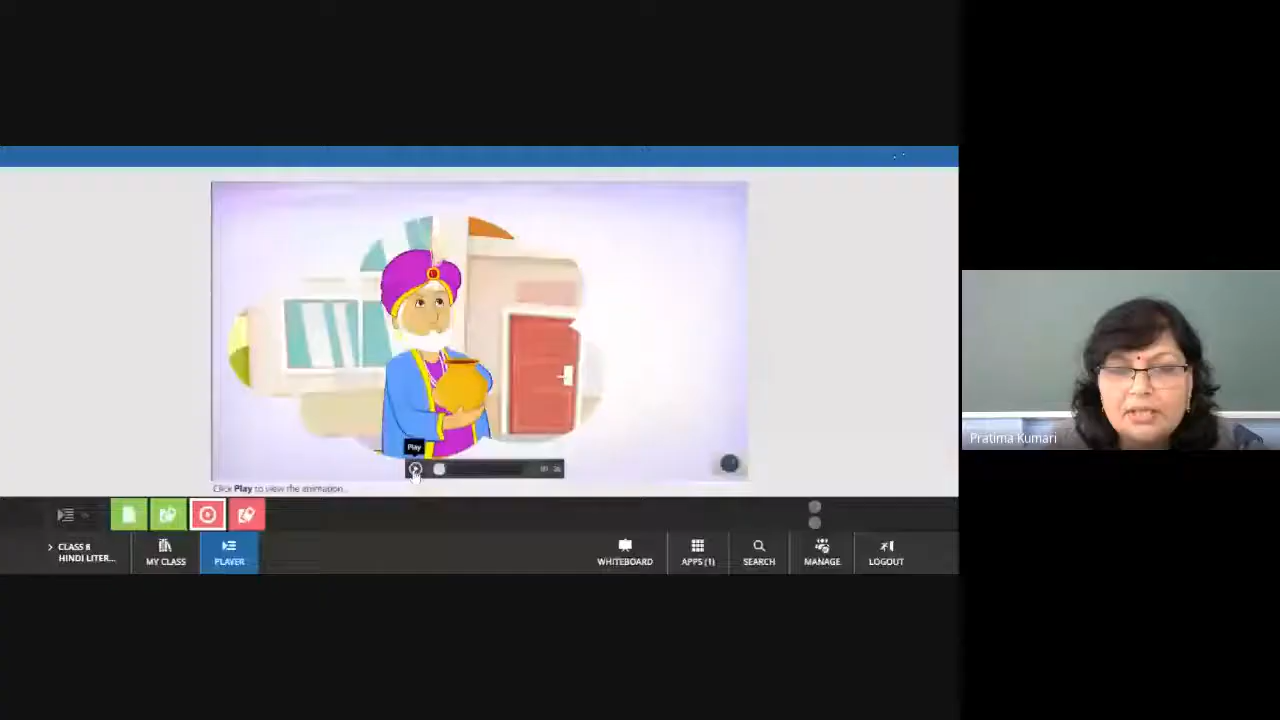 Play
Click Play to view the animation.
CLASS 8
HINDI LITER...
MY CLASS
PLAYER
WHITEBOARD
APPS (1)
SEARCH
MANAGE
LOGOUT
Pratima Kumari